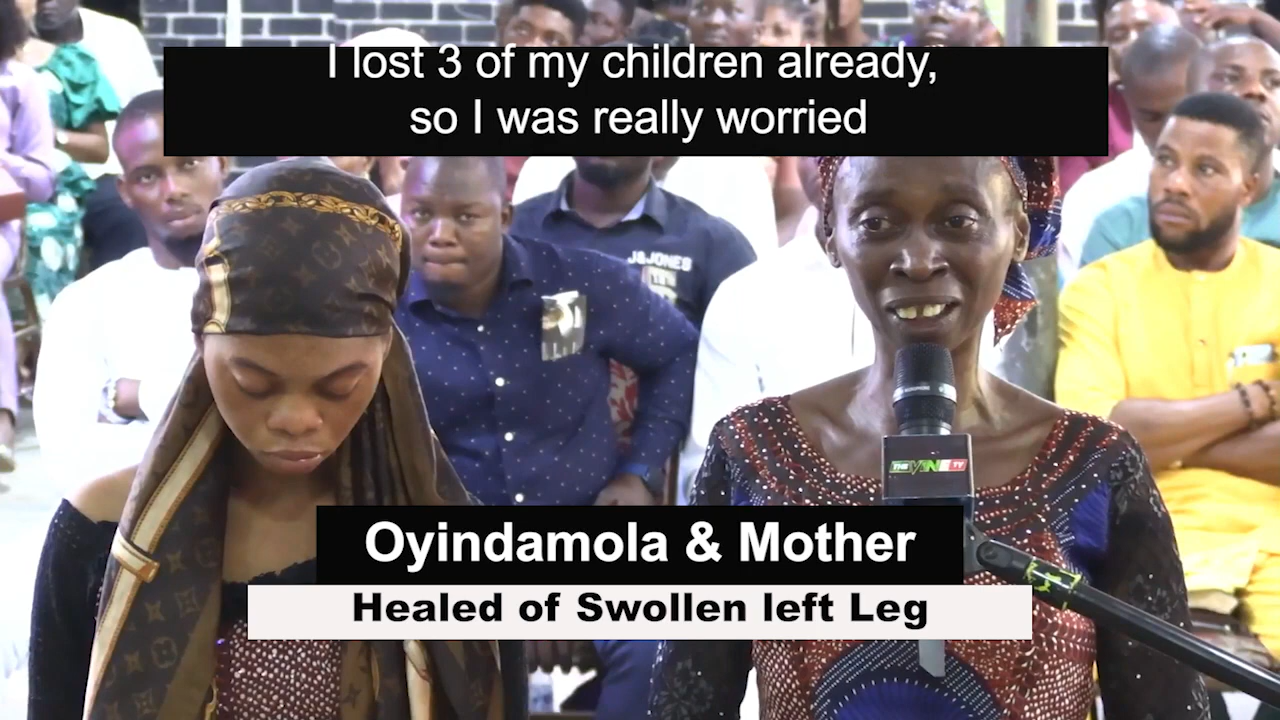 I lost 3 of my children already,
so I was really worried
J&JONES
THE VINE TV
Oyindamola & Mother
Healed of Swollen left Leg